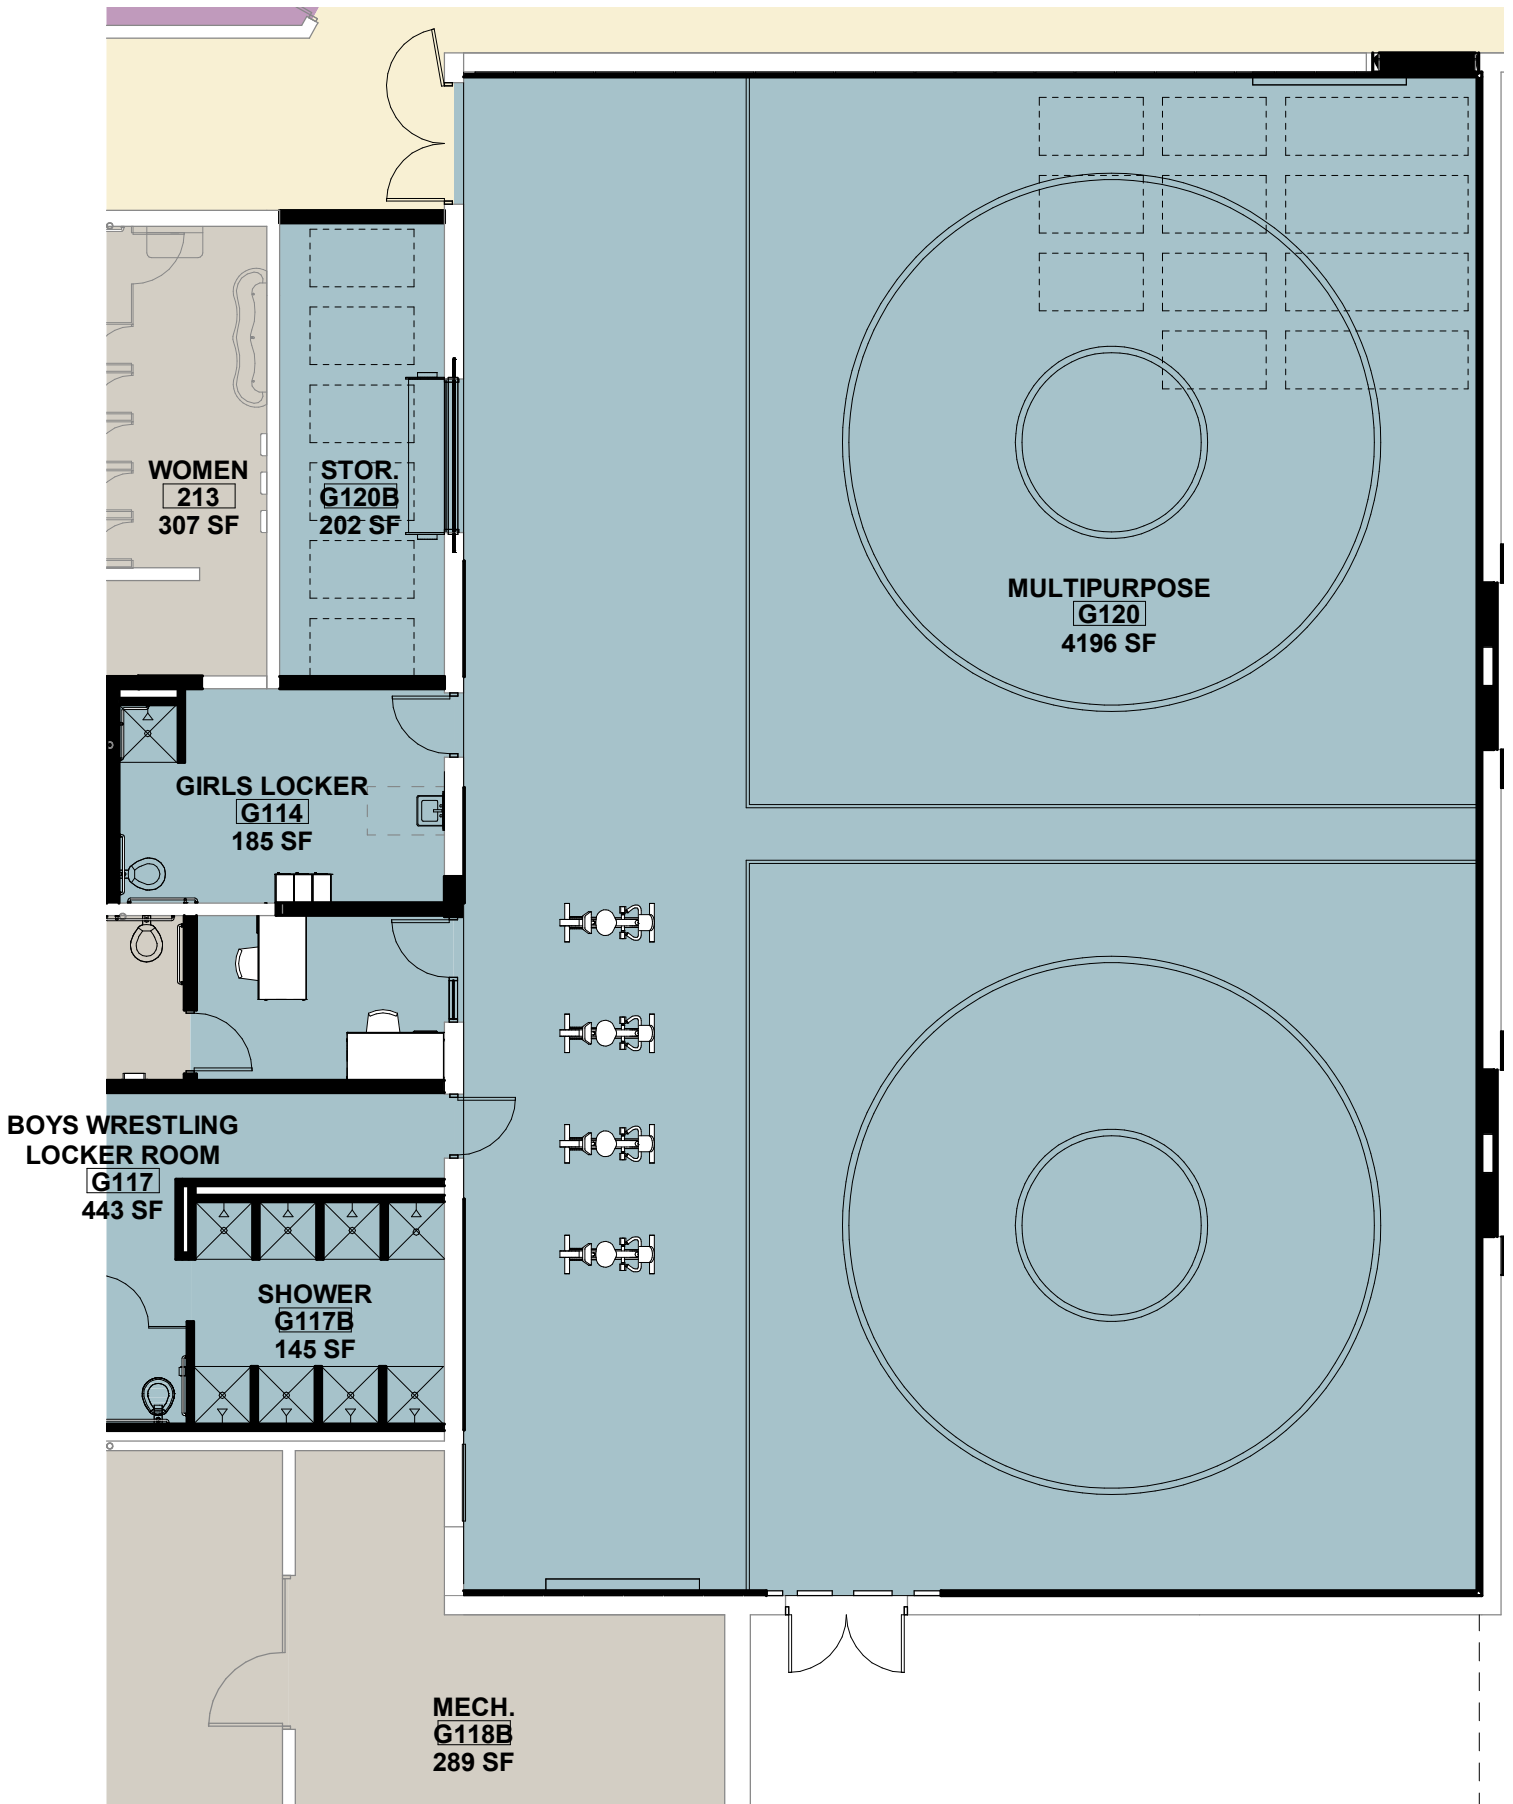 WOMEN
213
307 SF
STOR.
G120B
202 SF
MULTIPURPOSE
G120
4196 SF
GIRLS LOCKER
G114
185 SF
BOYS WRESTLING
LOCKER ROOM
G117
443 SF
SHOWER
G117B
145 SF
MECH.
G118B
289 SF